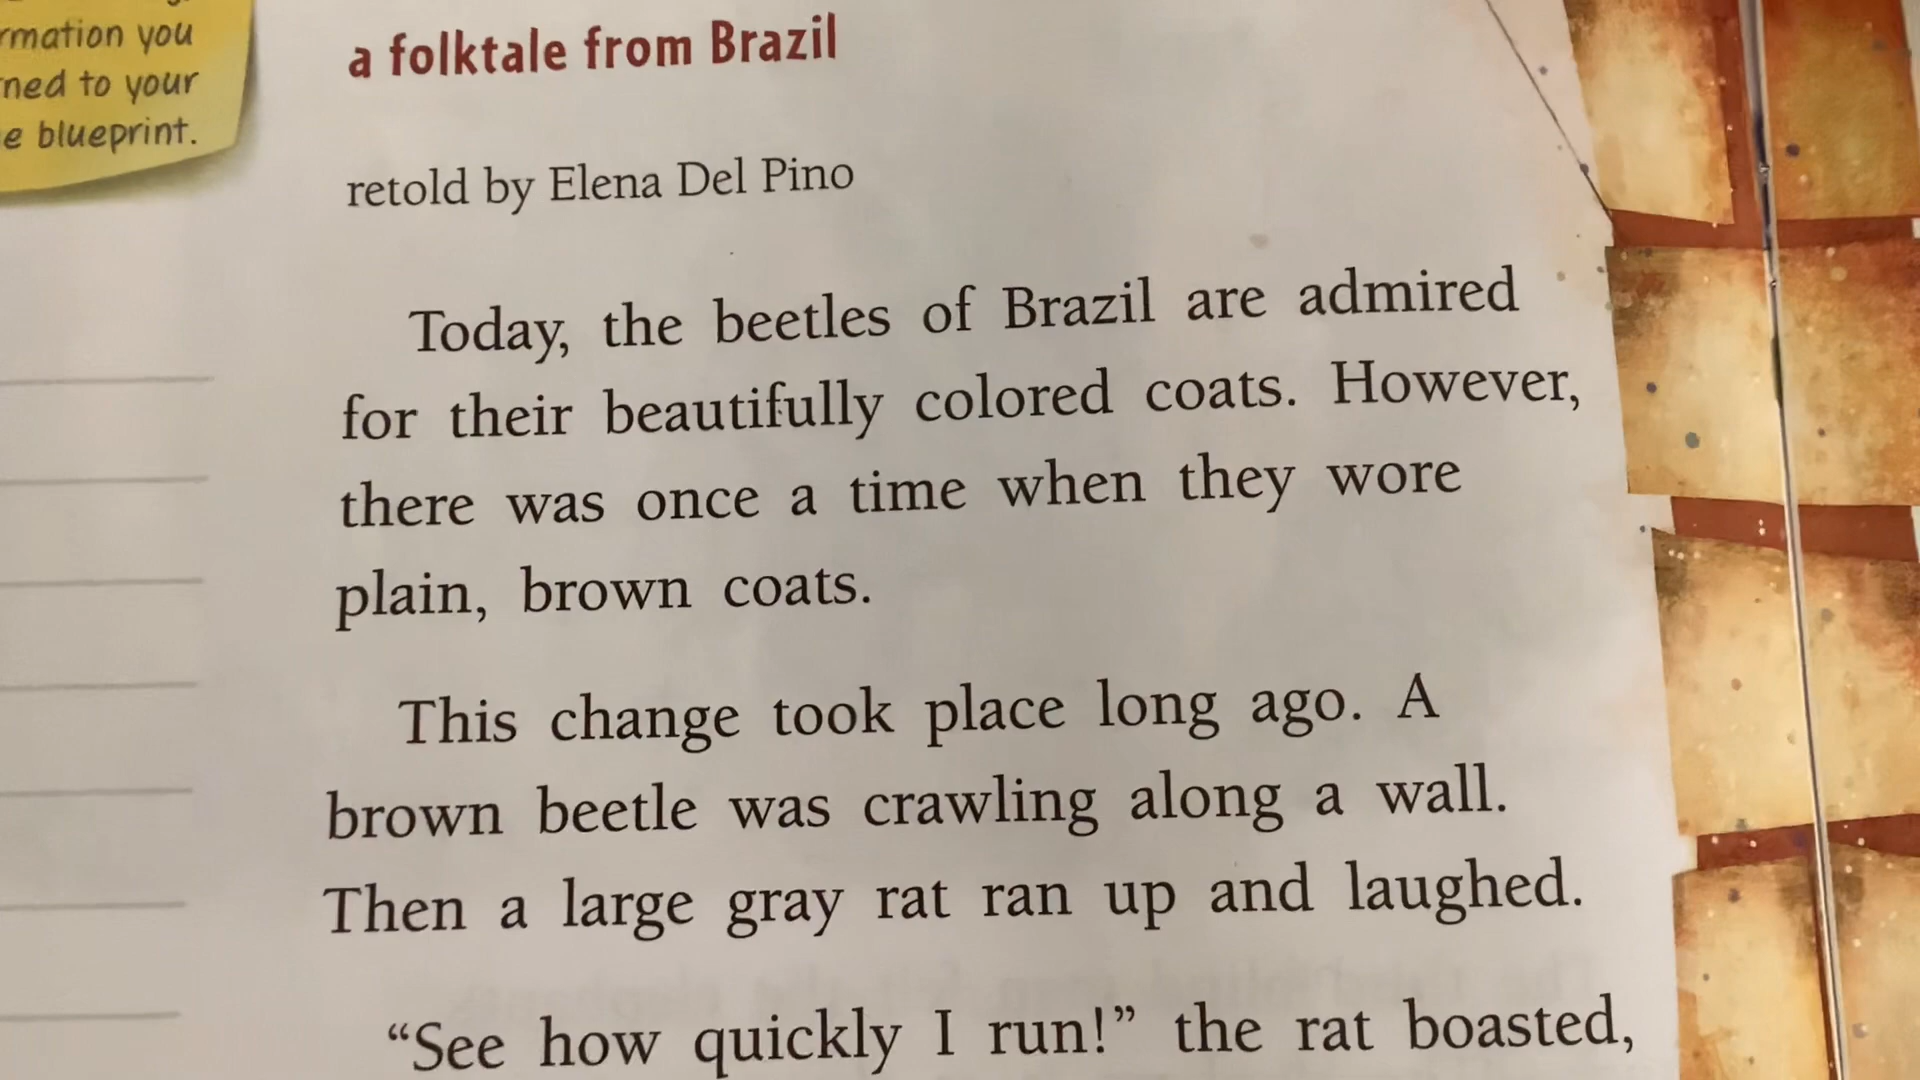 you
to your
blueprint.
a folktale from Brazil
retold by Elena Del Pino
Today, the beetles of Brazil are admired
for their beautifully colored coats. However,
there was once a time when they wore
plain, brown coats.
This change took place long ago. A
brown beetle was crawling along a wall.
Then a large gray rat ran up and laughed.
“See how quickly I run!” the rat boasted,